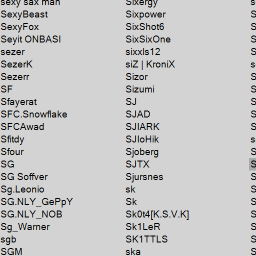 sexy sax man
SexyBeast
SexyFox
Seyit ONBASI
sezer
SezerK
Sezerr
SF
Sfayerat
SFC.Snowflake
SFCAwad
Sfitdy
Sfour
SG
SG Soffver
Sg.Leonio
SG.NLY_GePpY
SG.NLY_NOB
Sg_Warner
sgb
SGM
Sixergy
Sixpower
SixShot6
SixSixOne
sixxls12
siZ | KroniX
Sizor
Sizumi
SJ
SJAD
SJIARK
SJIoHik
Sjoberg
SJTX
Sjursnes
sk
Sk
Sk0t4[K.S.V.K]
Sk1LeR
SK1TTLS
ska